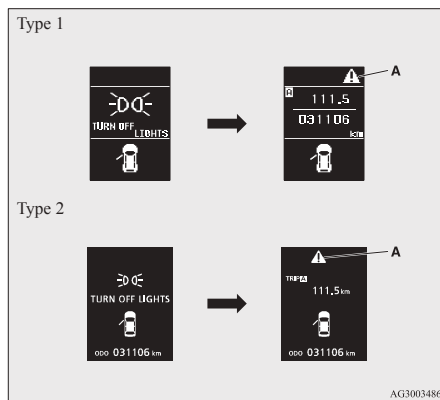 Type 1
A
TURN OFF
LIGHTS
A
111.5
031106
km
Type 2
A
TURN OFF LIGHTS
ODO 031106 km
TRIP A
111.5 km
ODO 031106 km
AG3003486